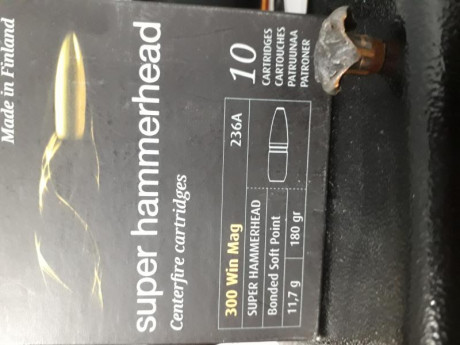 Made in Finland
super hammerhead
Centerfire cartridges
10
CARTRIDGES
CARTOUCHES
PATRUUNAA
PATRONER
300 Win Mag 236A
SUPER HAMMERHEAD
Bonded Soft Point
11,7 g 180 gr